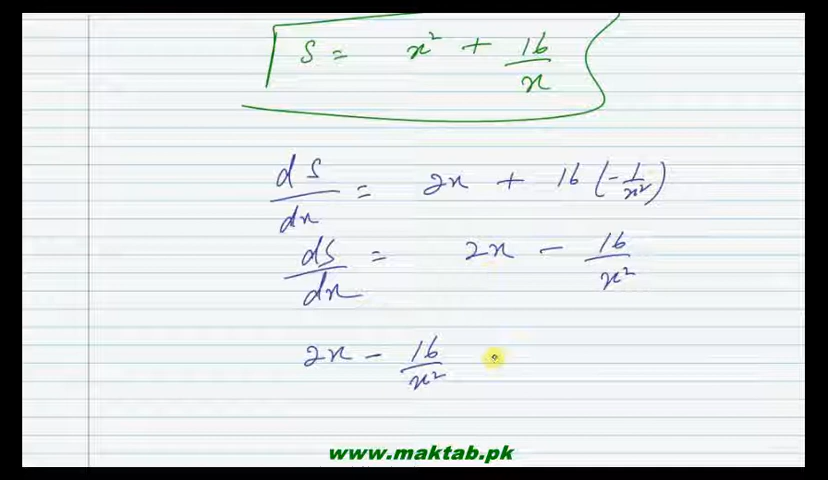 S = x² + 16/x
dS/dx = 2x + 16(-1/x²)
dS/dx = 2x - 16/x²
2x - 16/x²
www.maktab.pk